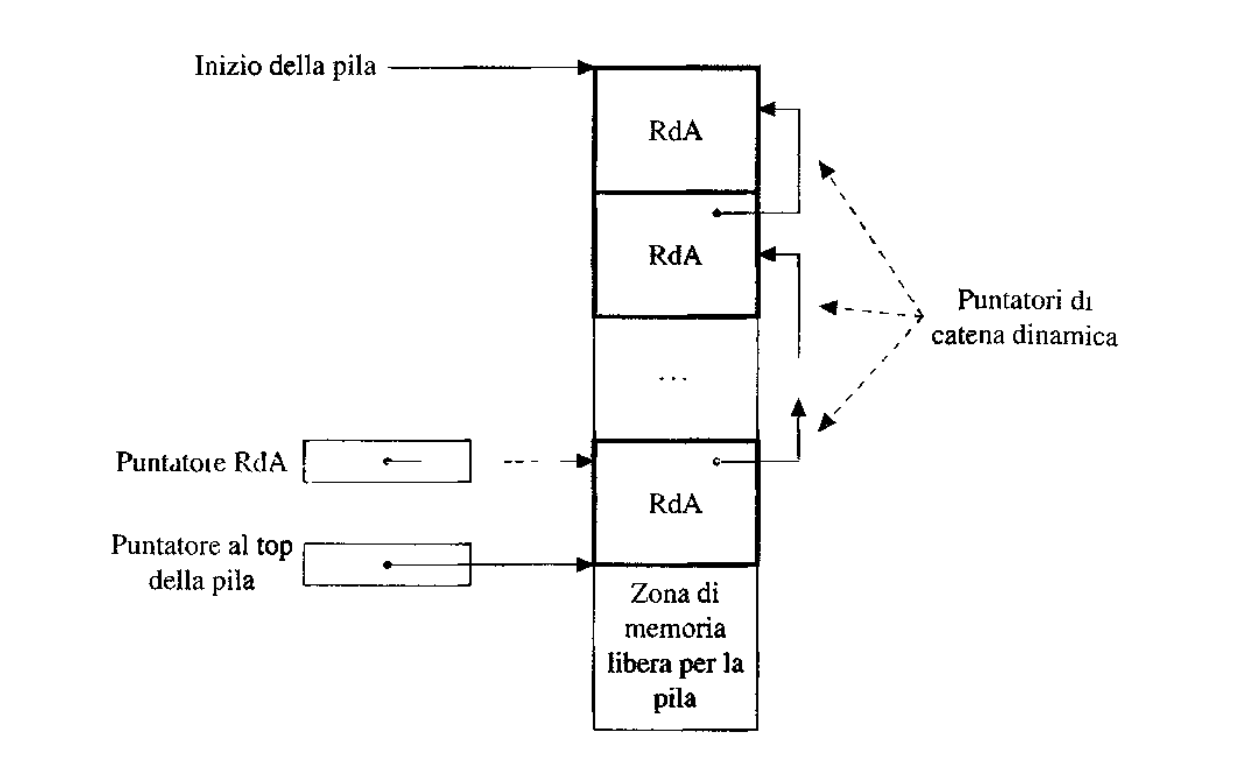 Inizio della pila
RdA
RdA
Puntatori di
catena dinamica
...
Puntatore RdA
RdA
Puntatore al top
della pila
Zona di
memoria
libera per la
pila